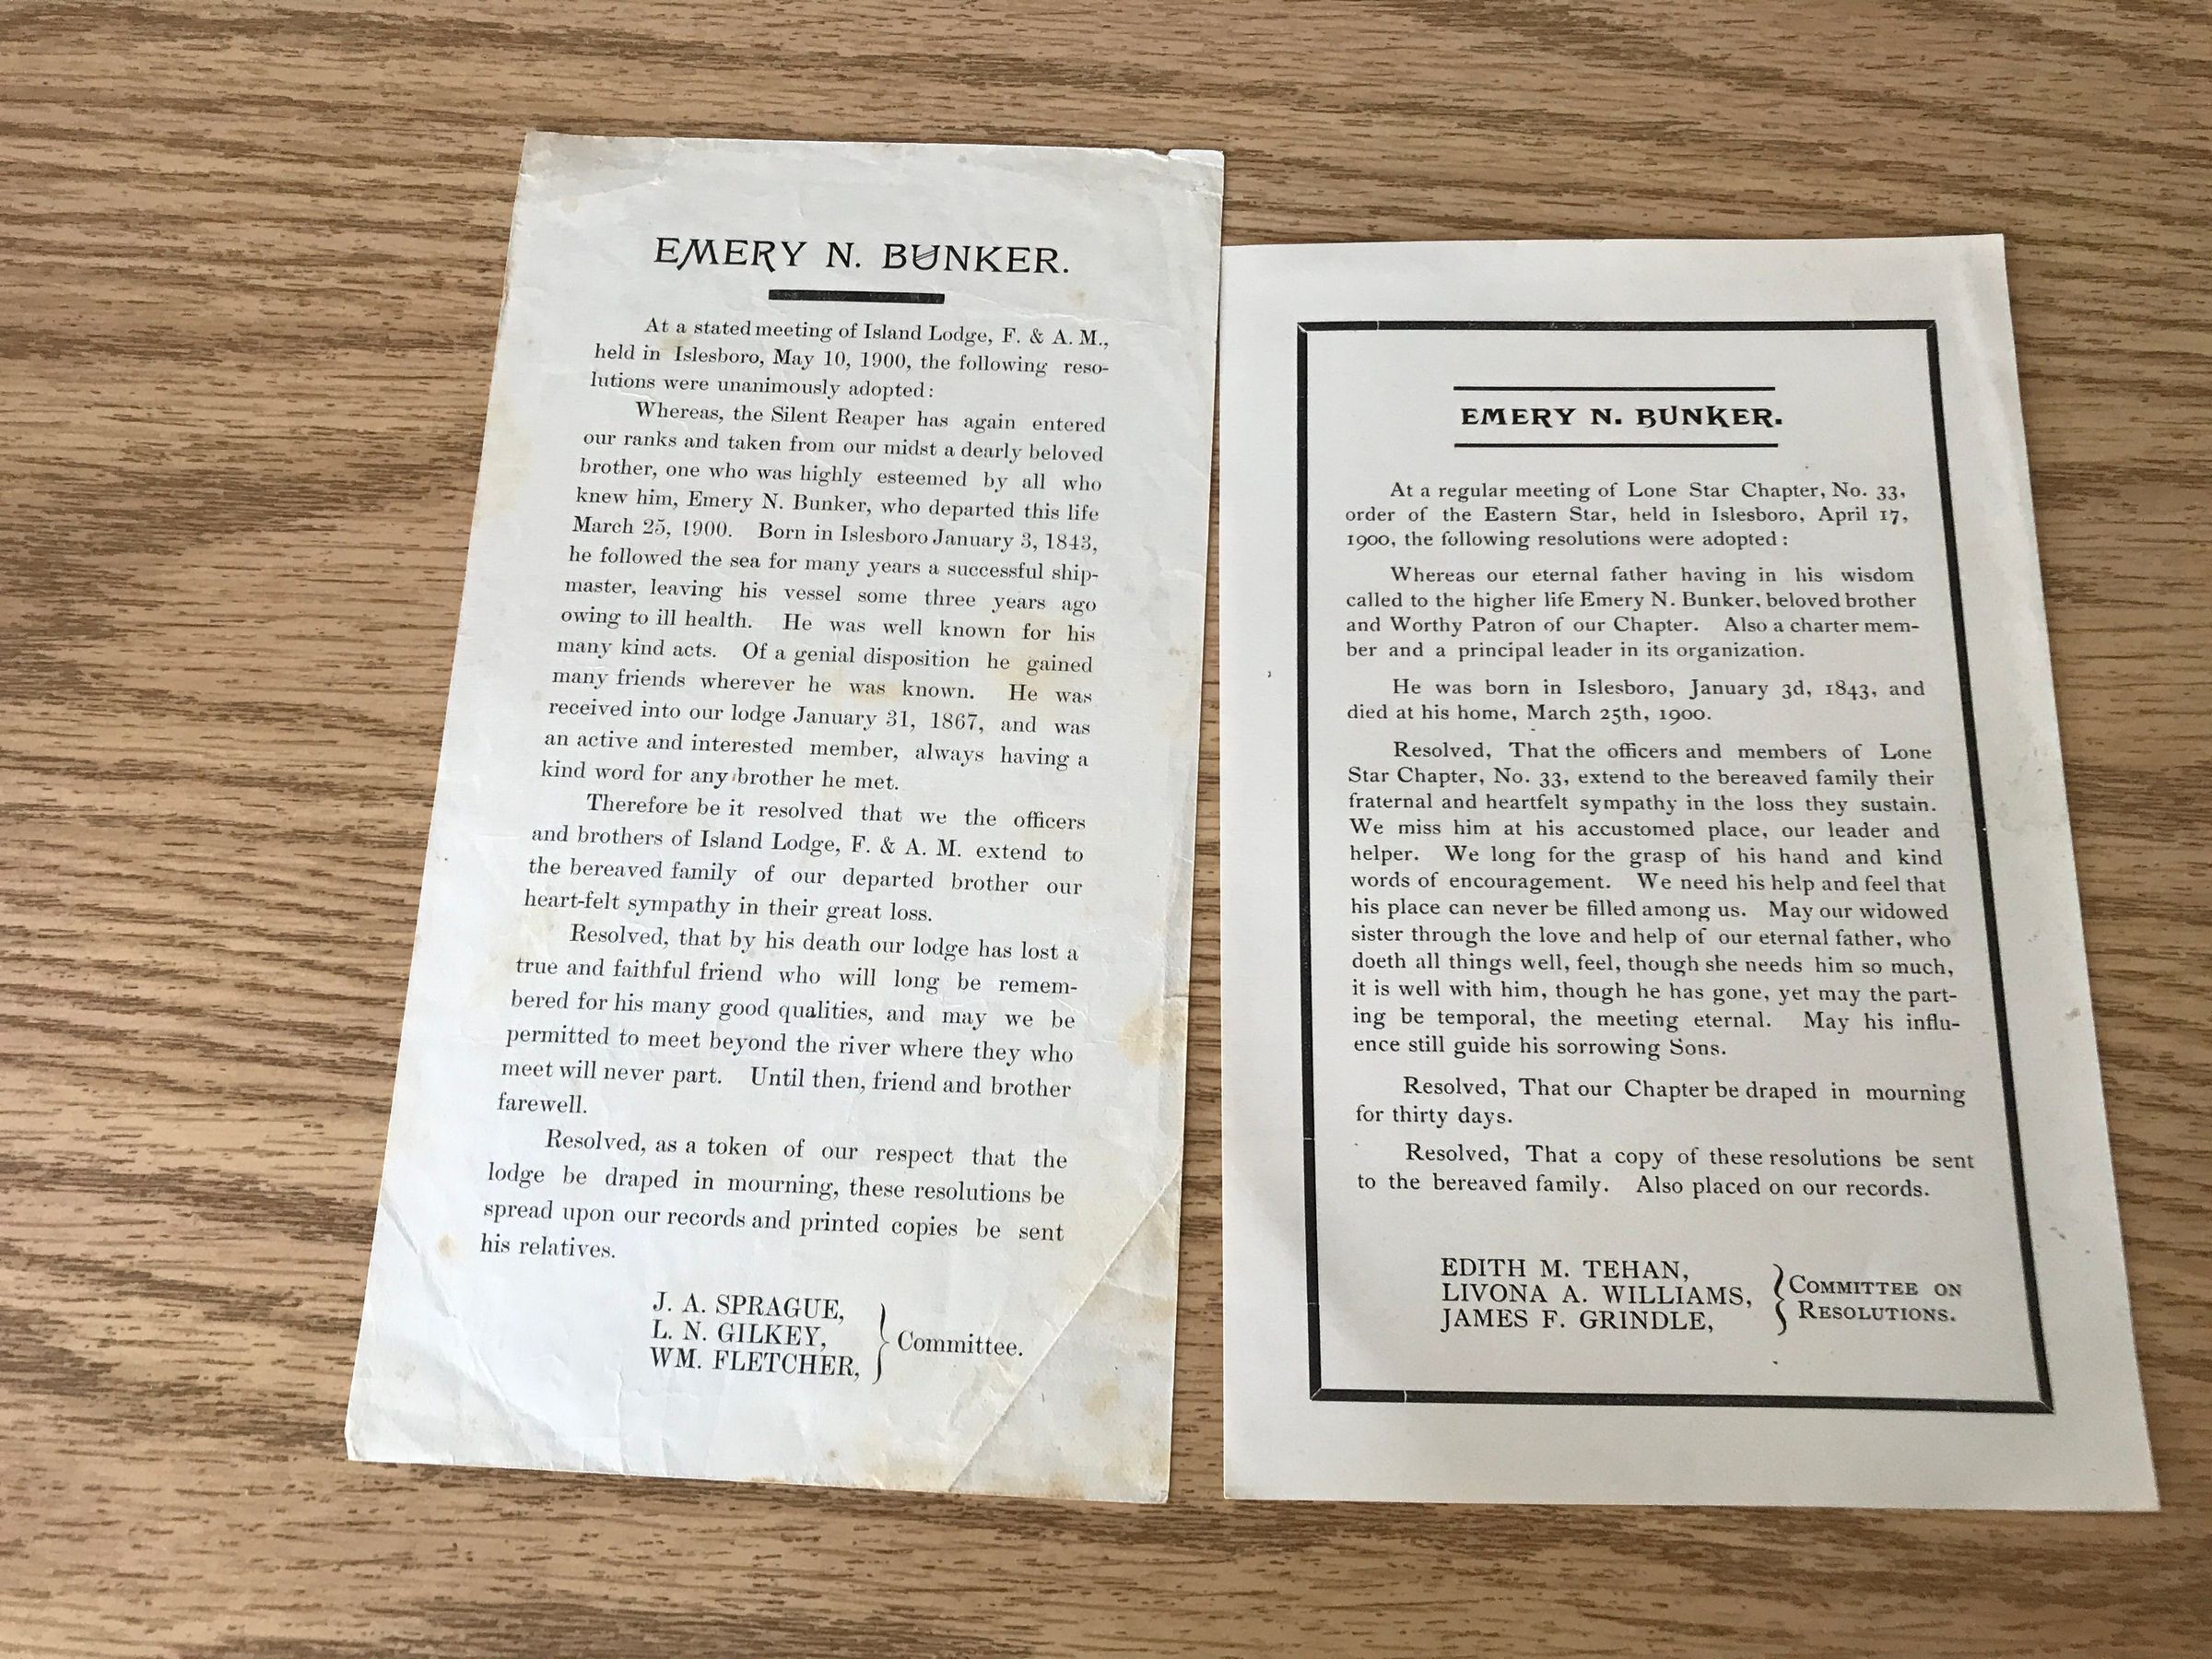 EMERY N. BUNKER.
At a stated meeting of Island Lodge, F. & A. M.,
held in Islesboro, May 10, 1900, the following reso-
lutions were unanimously adopted:
Whereas, the Silent Reaper has again entered
our ranks and taken from our midst a dearly beloved
brother, one who was highly esteemed by all who
knew him, Emery N. Bunker, who departed this life
March 25, 1900. Born in Islesboro January 3, 1843,
he followed the sea for many years a successful ship-
master, leaving his vessel some three years ago
owing to ill health. He was well known for his
many kind acts. Of a genial disposition he gained
many friends wherever he was known. He was
received into our lodge January 31, 1867, and was
an active and interested member, always having a
kind word for any brother he met.
Therefore be it resolved that we the officers
and brothers of Island Lodge, F. & A. M. extend to
the bereaved family of our departed brother our
heart-felt sympathy in their great loss.
Resolved, that by his death our lodge has lost a
true and faithful friend who will long be remem-
bered for his many good qualities, and may we be
permitted to meet beyond the river where they who
meet will never part. Until then, friend and brother
farewell.
Resolved, as a token of our respect that the
lodge be draped in mourning, these resolutions be
spread upon our records and printed copies be sent
his relatives.
J. A. SPRAGUE,
L. N. GILKEY,
WM. FLETCHER,
Committee.
EMERY N. BUNKER.
At a regular meeting of Lone Star Chapter, No. 33,
order of the Eastern Star, held in Islesboro, April 17,
1900, the following resolutions were adopted:
Whereas our eternal father having in his wisdom
called to the higher life Emery N. Bunker, beloved brother
and Worthy Patron of our Chapter. Also a charter mem-
ber and a principal leader in its organization.
He was born in Islesboro, January 3d, 1843, and
died at his home, March 25th, 1900.
Resolved, That the officers and members of Lone
Star Chapter, No. 33, extend to the bereaved family their
fraternal and heartfelt sympathy in the loss they sustain.
We miss him at his accustomed place, our leader and
helper. We long for the grasp of his hand and kind
words of encouragement. We need his help and feel that
his place can never be filled among us. May our widowed
sister through the love and help of our eternal father, who
doeth all things well, feel, though she needs him so much,
it is well with him, though he has gone, yet may the part-
ing be temporal, the meeting eternal. May his influ-
ence still guide his sorrowing Sons.
Resolved, That our Chapter be draped in mourning
for thirty days.
Resolved, That a copy of these resolutions be sent
to the bereaved family. Also placed on our records.
EDITH M. TEHAN,
LIVONA A. WILLIAMS,
JAMES F. GRINDLE,
COMMITTEE ON
RESOLUTIONS.